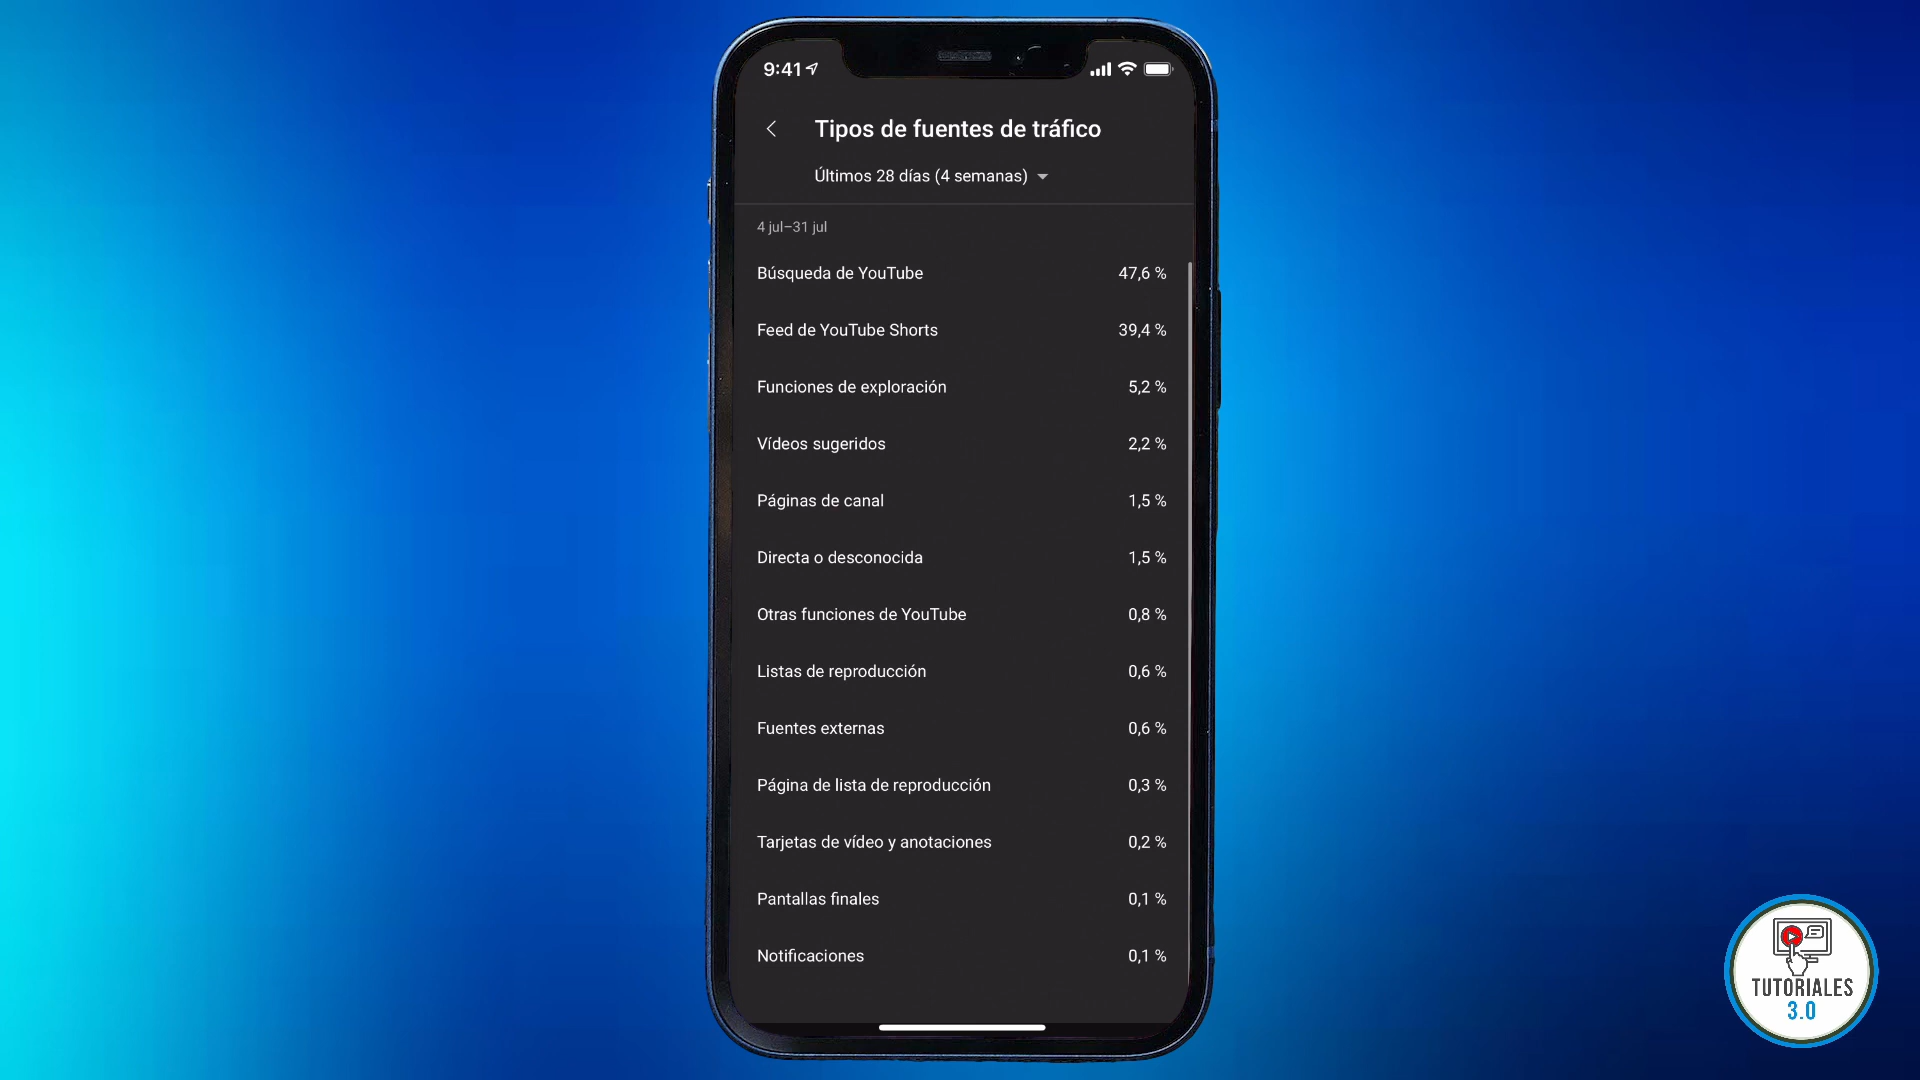 9:41
Tipos de fuentes de tráfico
Últimos 28 días (4 semanas)
4 jul–31 jul
Búsqueda de YouTube 47,6 %
Feed de YouTube Shorts 39,4 %
Funciones de exploración 5,2 %
Vídeos sugeridos 2,2 %
Páginas de canal 1,5 %
Directa o desconocida 1,5 %
Otras funciones de YouTube 0,8 %
Listas de reproducción 0,6 %
Fuentes externas 0,6 %
Página de lista de reproducción 0,3 %
Tarjetas de vídeo y anotaciones 0,2 %
Pantallas finales 0,1 %
Notificaciones 0,1 %
TUTORIALES
3.0